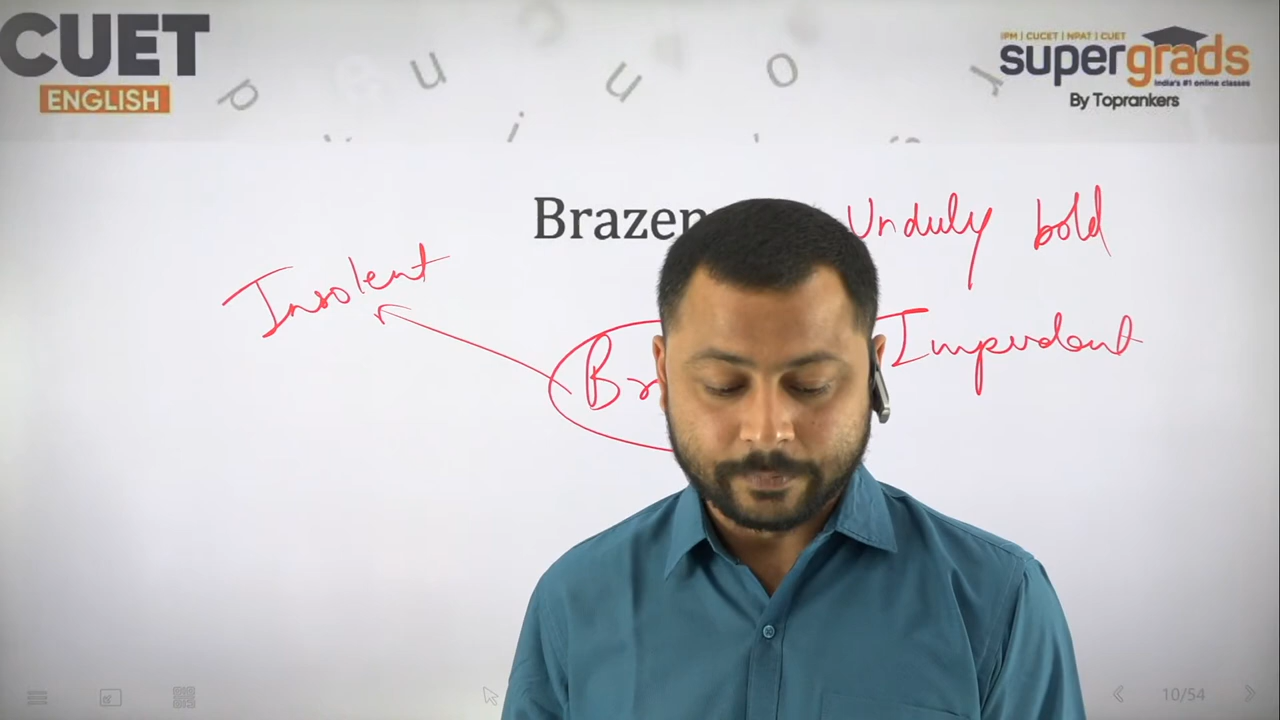 CUET
ENGLISH
IPM | CUCET | NPAT | CUET
supergrads
India's #1 online classes
By Toprankers
Brazen
Unduly bold
Insolent
Impudent
10/54